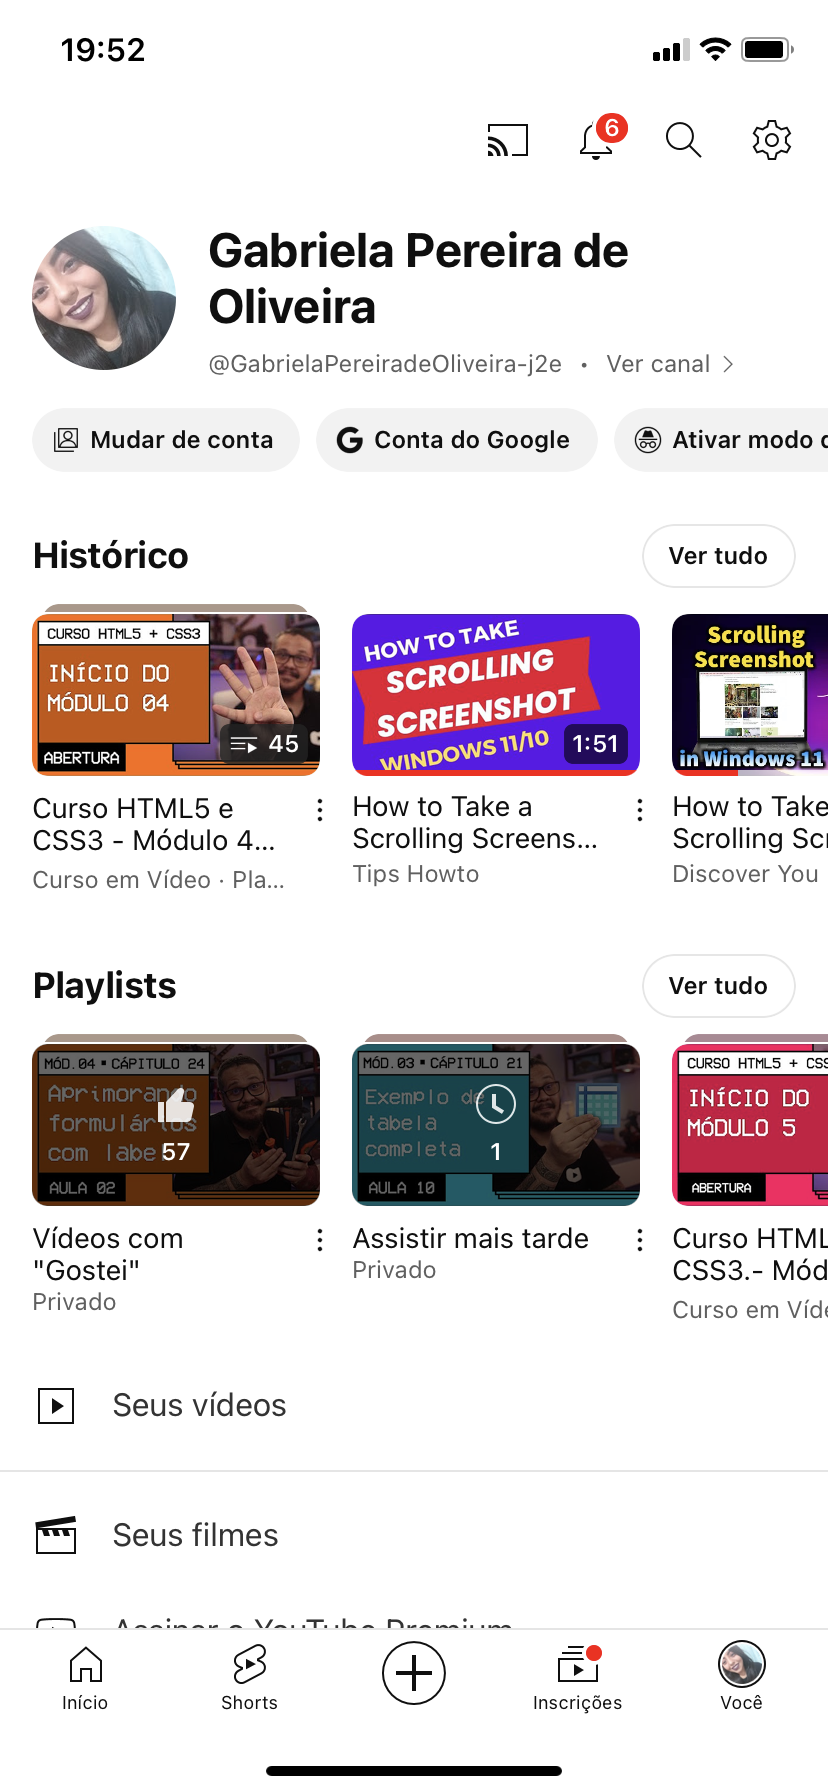 19:52
6
Gabriela Pereira de
Oliveira
@GabrielaPereiradeOliveira-j2e • Ver canal
Mudar de conta
Conta do Google
Ativar modo
Histórico
Ver tudo
CURSO HTML5 + CSS3
INÍCIO DO
MÓDULO 04
ABERTURA
45
HOW TO TAKE
SCROLLING
SCREENSHOT
WINDOWS 11/10
1:51
Scrolling
Screenshot
in Windows 11
Curso HTML5 e
CSS3 - Módulo 4...
Curso em Vídeo · Pla...
How to Take a
Scrolling Screens...
Tips Howto
How to Take
Scrolling Scr
Discover You
Playlists
Ver tudo
MÓD.04 ▪ CÁPITULO 24
Aprimorando
formulários
com label
AULA 02
57
MÓD.03 ▪ CÁPITULO 21
Exemplo de
tabela
completa
AULA 10
1
CURSO HTML5 + CSS
INÍCIO DO
MÓDULO 5
ABERTURA
Vídeos com
"Gostei"
Privado
Assistir mais tarde
Privado
Curso HTML
CSS3.- Mód
Curso em Víde
Seus vídeos
Seus filmes
Assinar o YouTube Premium
Início
Shorts
Inscrições
Você